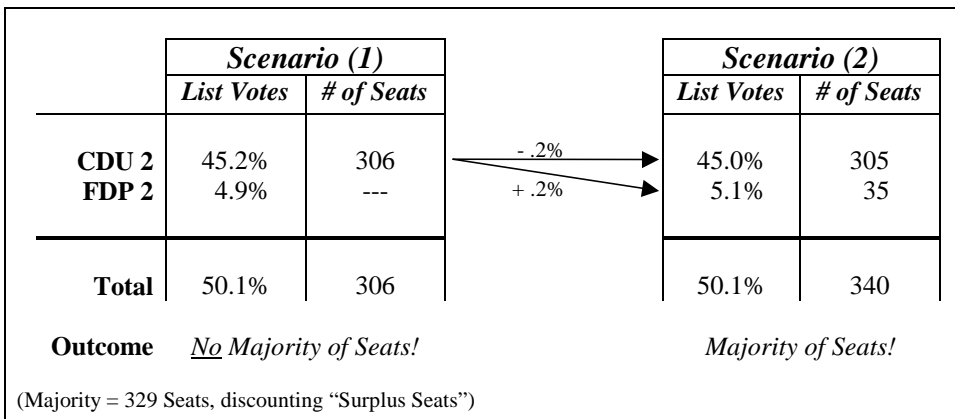 Scenario (1) Scenario (2)
List Votes # of Seats List Votes # of Seats
CDU 2 45.2% 306 - .2% 45.0% 305
FDP 2 4.9% --- + .2% 5.1% 35
Total 50.1% 306 50.1% 340
Outcome No Majority of Seats! Majority of Seats!
(Majority = 329 Seats, discounting “Surplus Seats”)